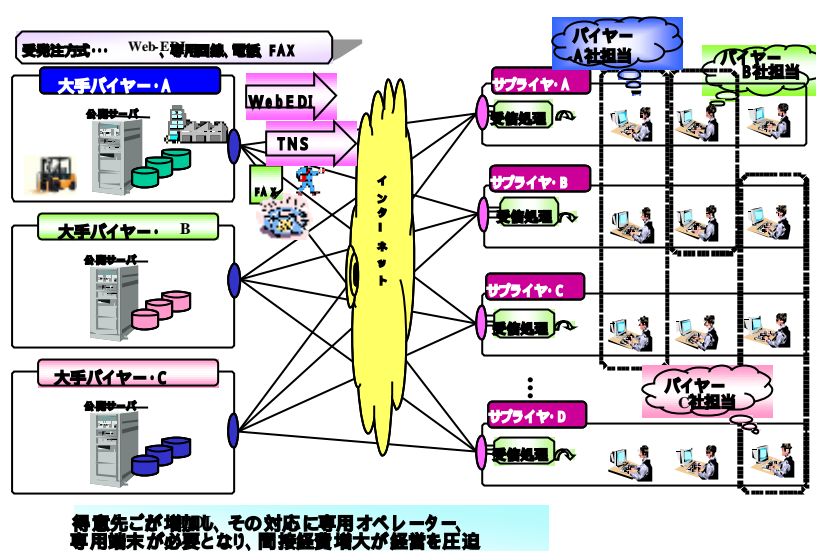 受発注方式･･･ Web-EDI、専用回線、電話、FAX
大手バイヤー・A
公開サーバ
WebEDI
TNS
FAX
大手バイヤー・ B
公開サーバ
大手バイヤー・C
公開サーバ
インターネット
バイヤー
A社担当
バイヤー
B社担当
サプライヤ・A
受信処理
サプライヤ・B
受信処理
サプライヤ・C
受信処理
バイヤー
C社担当
サプライヤ・D
受信処理
得意先ごが増加し、その対応に専用オペレーター、
専用端末が必要となり、間接経費増大が経営を圧迫